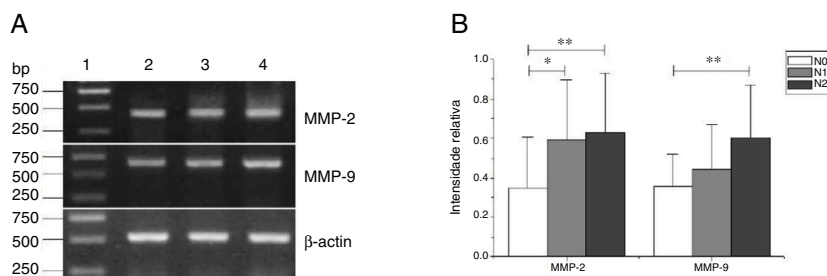 A
bp 1 2 3 4
750
500
250
MMP-2
750
500
250
MMP-9
750
500
250
β-actin
B
Intensidade relativa
1.0
0.8
0.6
0.4
0.2
0.0
**
*
**
MMP-2 MMP-9
N0
N1
N2